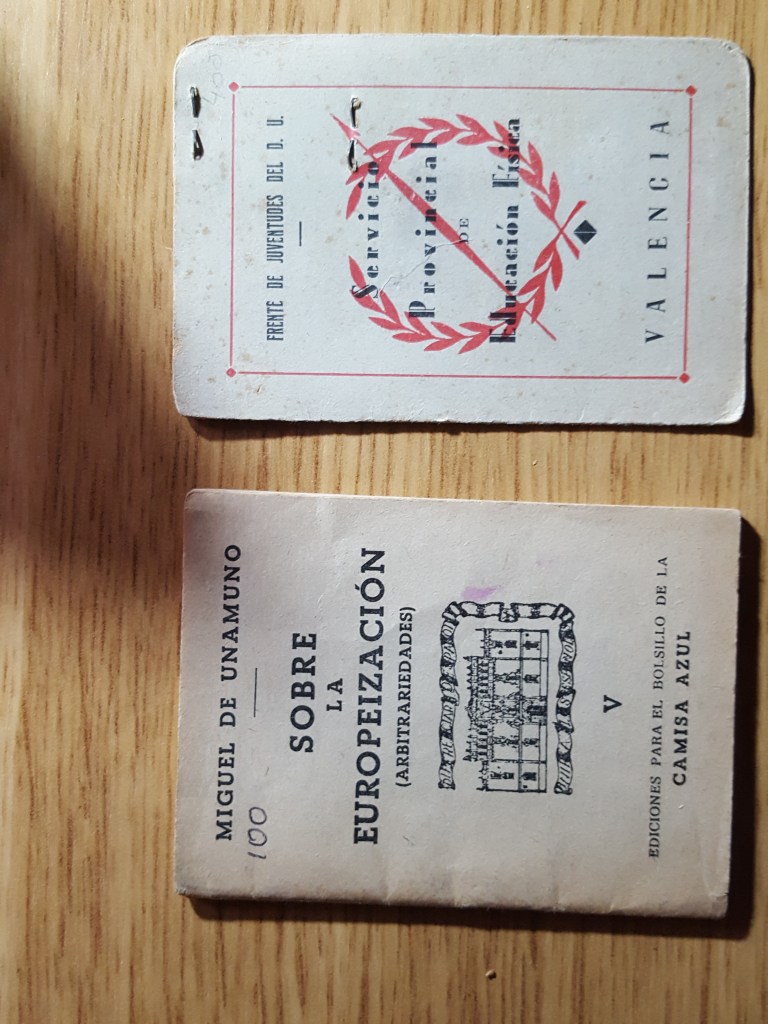 FRENTE DE JUVENTUDES DEL D. U.
Servicio
Provincial
DE
Educación Física
VALENCIA
MIGUEL DE UNAMUNO
100
SOBRE
LA
EUROPEIZACIÓN
(ARBITRARIEDADES)
V
EDICIONES PARA EL BOLSILLO DE LA
CAMISA AZUL